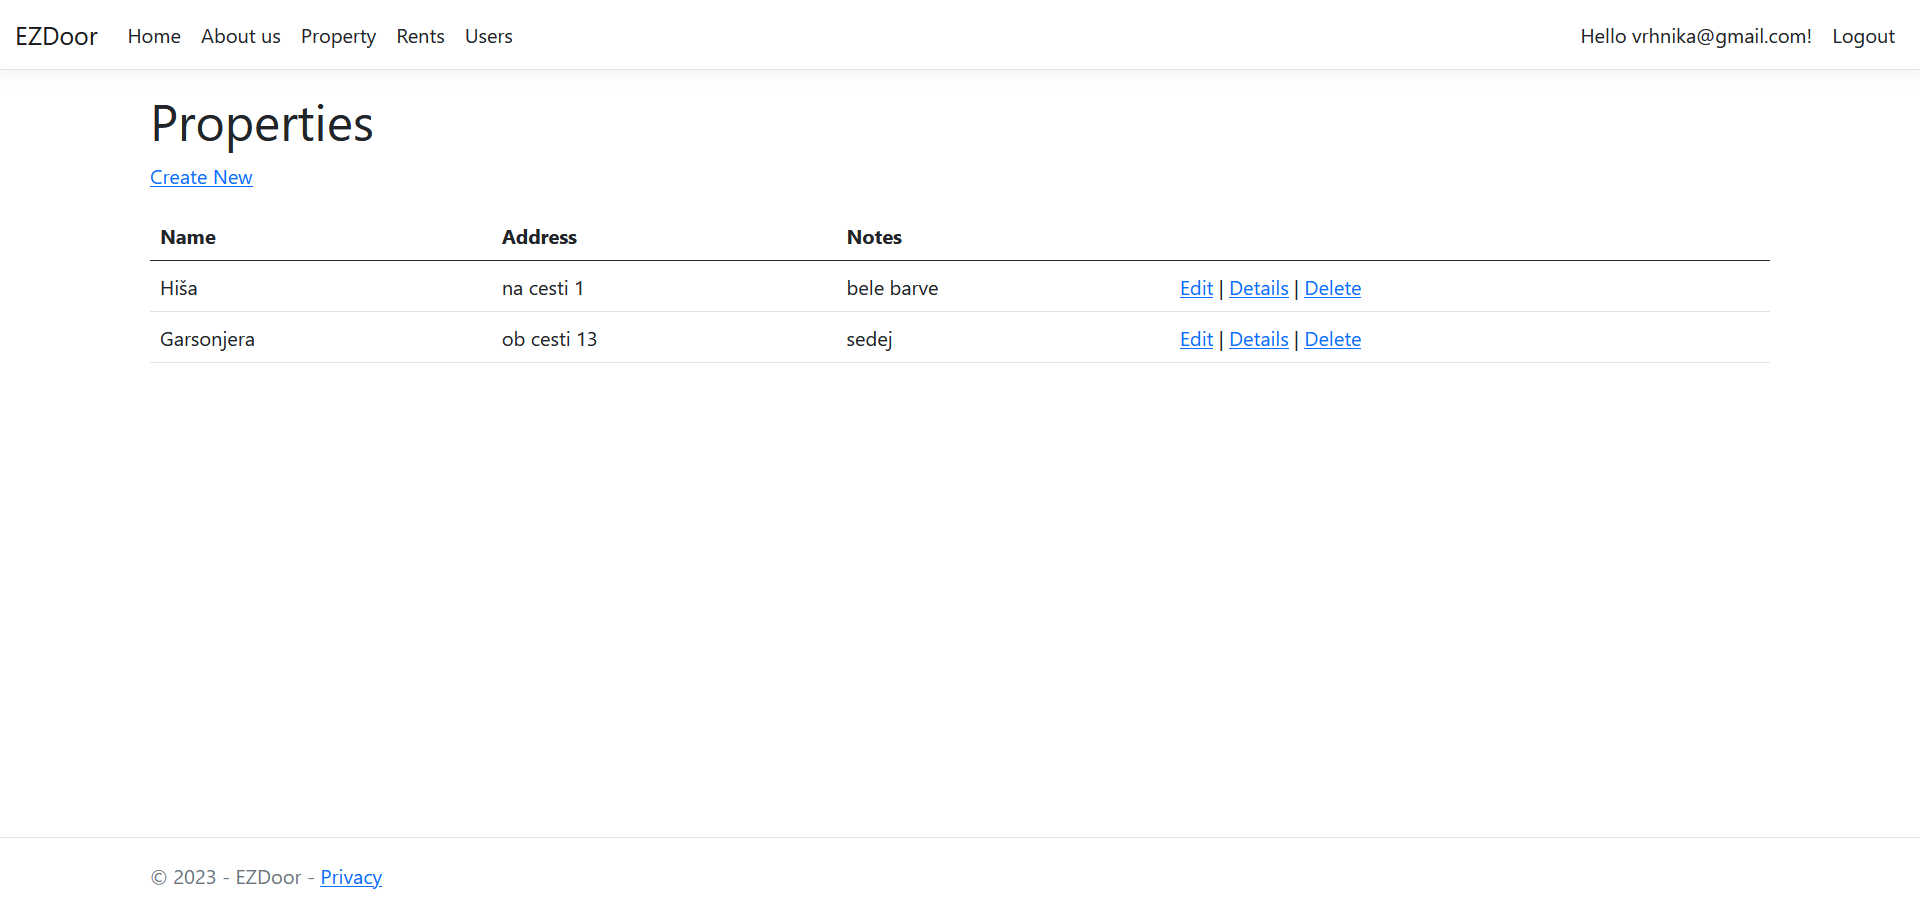 EZDoor Home About us Property Rents Users Hello vrhnika@gmail.com! Logout
Properties
Create New
Name Address Notes
Hiša na cesti 1 bele barve Edit | Details | Delete
Garsonjera ob cesti 13 sedej Edit | Details | Delete
© 2023 - EZDoor - Privacy